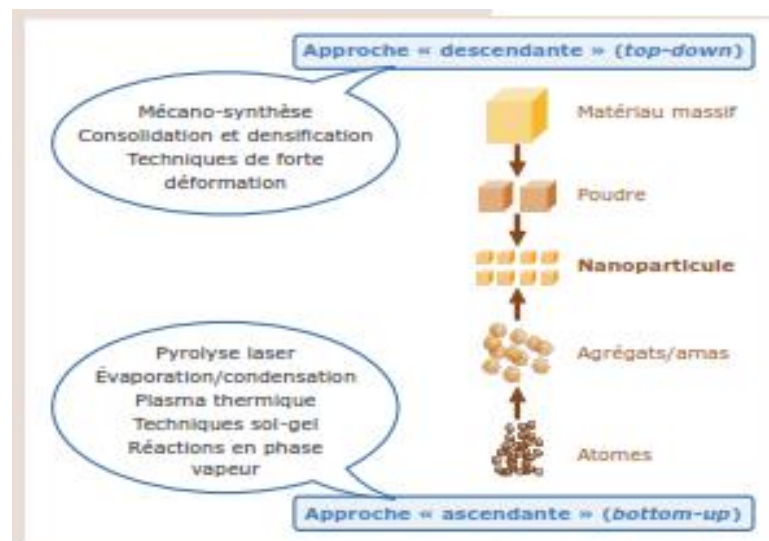 Approche « descendante » (top-down)
Mécano-synthèse
Consolidation et densification
Techniques de forte
déformation
Matériau massif
Poudre
Nanoparticule
Agrégats/amas
Atomes
Pyrolyse laser
Évaporation/condensation
Plasma thermique
Techniques sol-gel
Réactions en phase
vapeur
Approche « ascendante » (bottom-up)